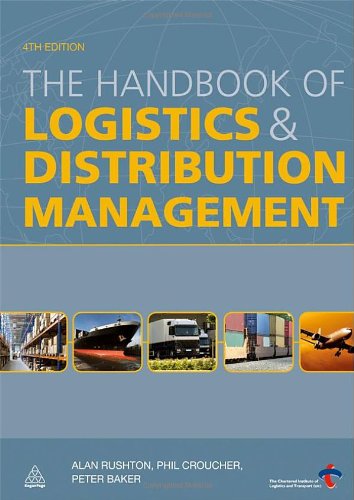 4TH EDITION
THE HANDBOOK OF
LOGISTICS &
DISTRIBUTION
MANAGEMENT
ALAN RUSHTON, PHIL CROUCHER,
PETER BAKER
KoganPage
The Chartered Institute of
Logistics and Transport (UK)